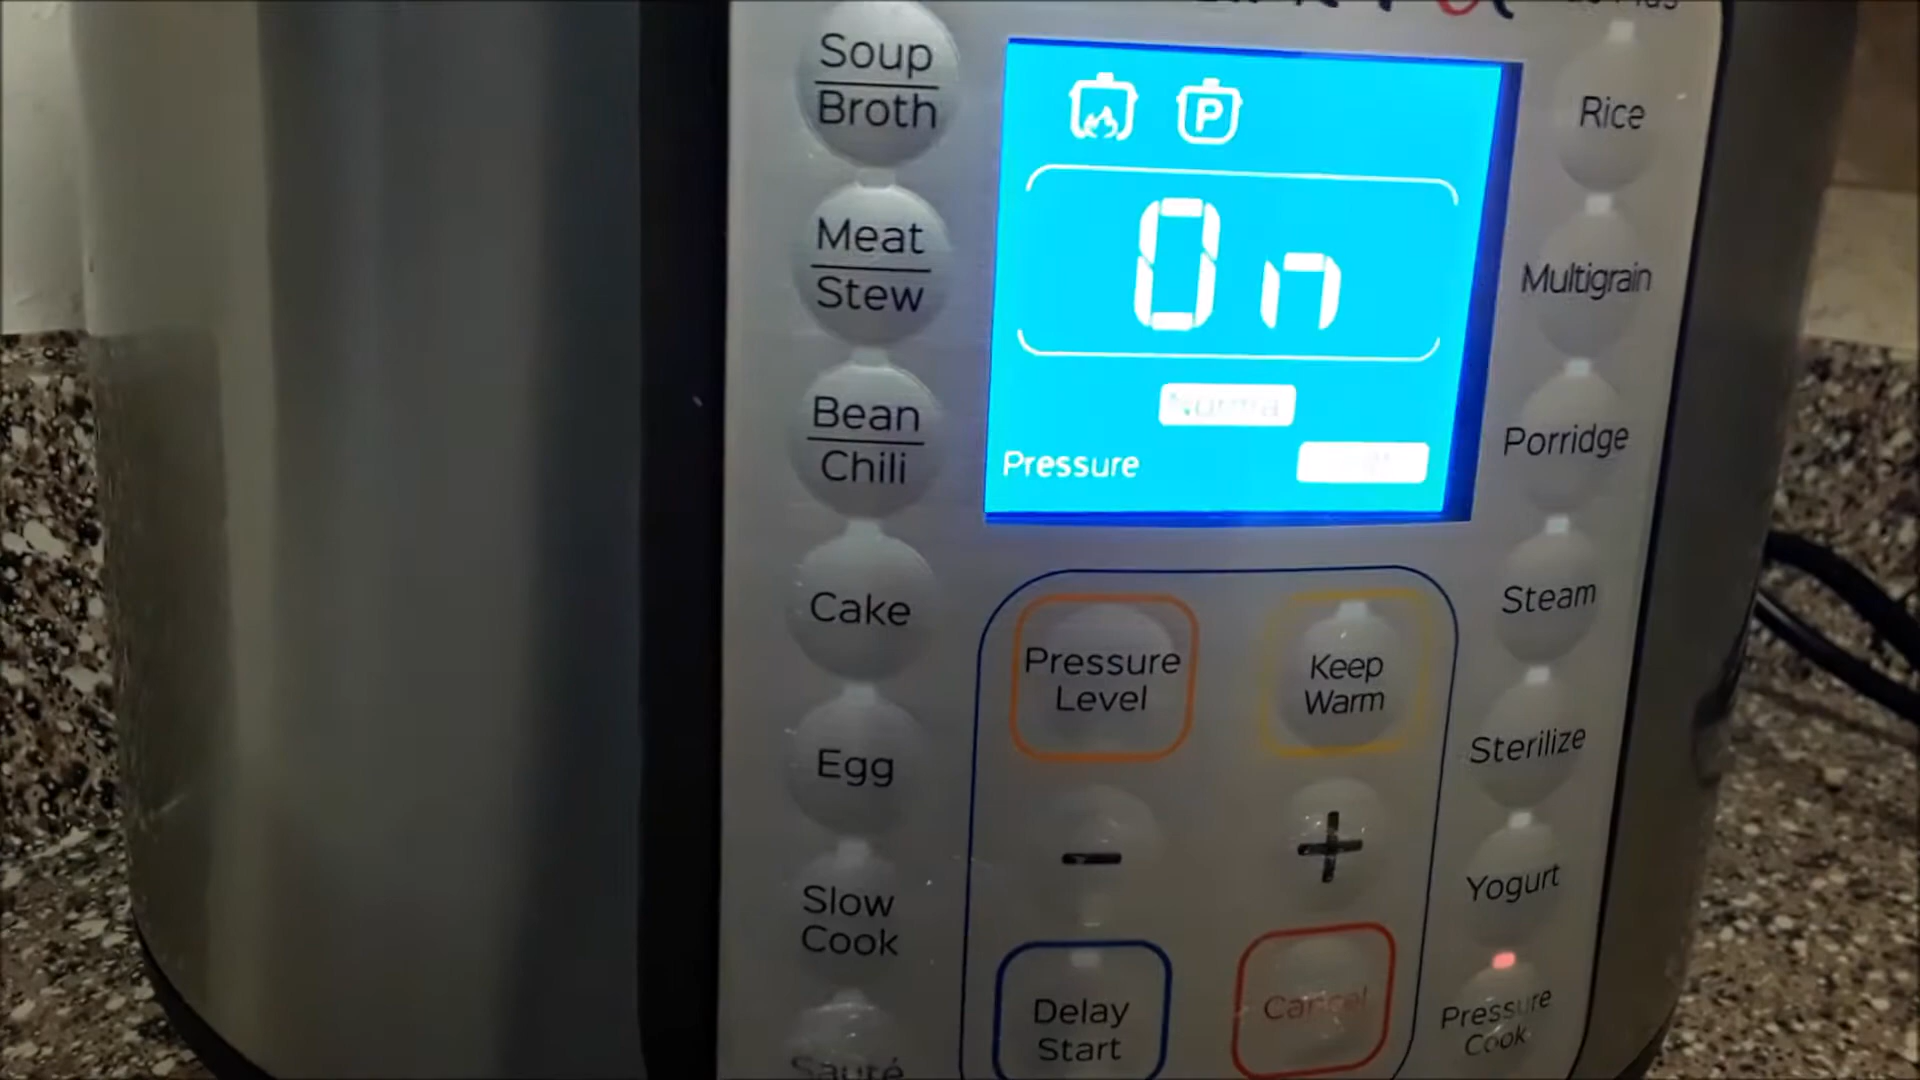 Soup
Broth
Meat
Stew
Bean
Chili
Cake
Egg
Slow
Cook
Sauté
P
On
Normal
Pressure
Pressure
Level
Keep
Warm
-
+
Delay
Start
Cancel
Rice
Multigrain
Porridge
Steam
Sterilize
Yogurt
Pressure
Cook